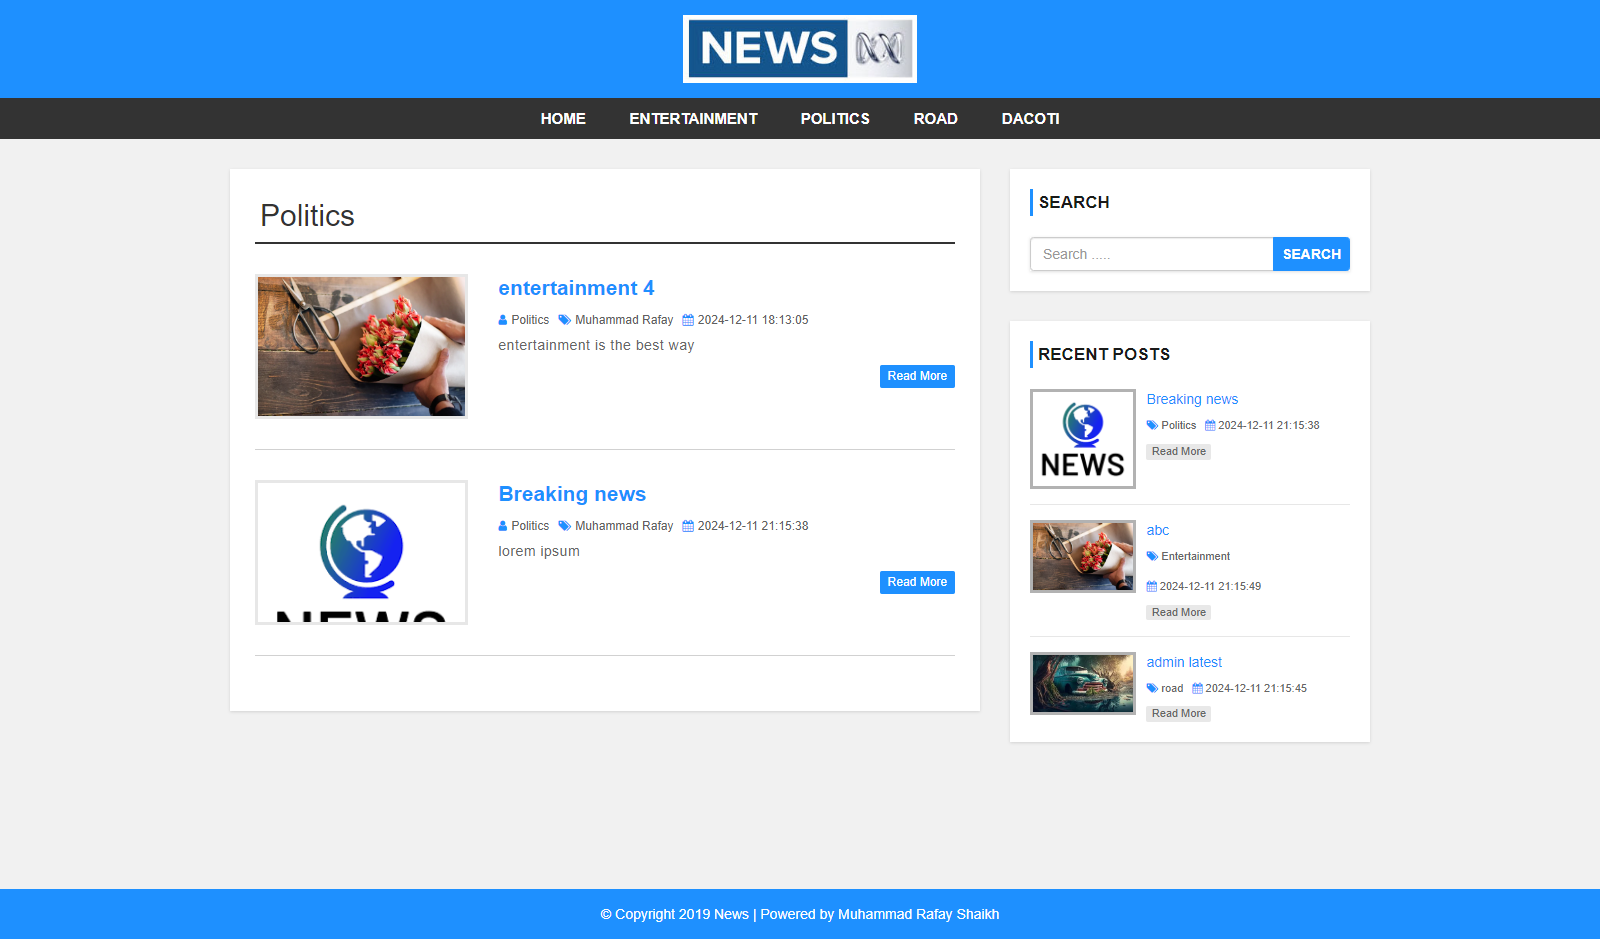 NEWS
HOME ENTERTAINMENT POLITICS ROAD DACOTI
Politics
entertainment 4
Politics Muhammad Rafay 2024-12-11 18:13:05
entertainment is the best way
Read More
Breaking news
Politics Muhammad Rafay 2024-12-11 21:15:38
lorem ipsum
Read More
NEWS
SEARCH
Search ..... SEARCH
RECENT POSTS
Breaking news
Politics 2024-12-11 21:15:38
Read More
NEWS
abc
Entertainment
2024-12-11 21:15:49
Read More
admin latest
road 2024-12-11 21:15:45
Read More
© Copyright 2019 News | Powered by Muhammad Rafay Shaikh